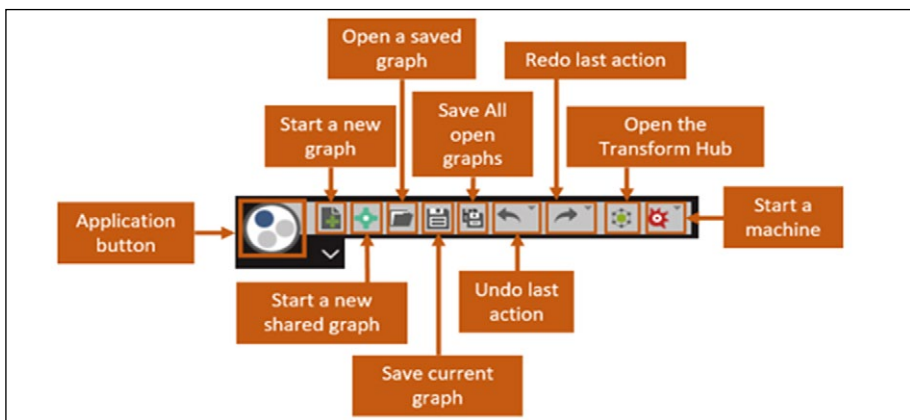 Open a saved
graph
Redo last action
Start a new
graph
Save All
open
graphs
Open the
Transform Hub
Application
button
Start a
machine
Start a new
shared graph
Undo last
action
Save current
graph